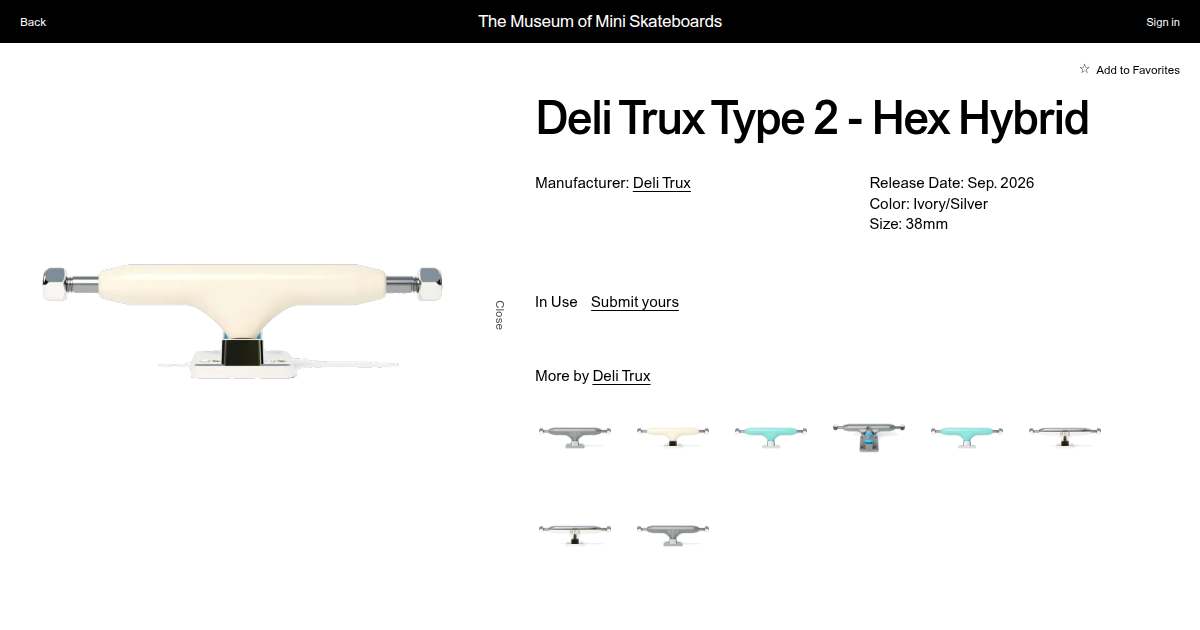 Back
The Museum of Mini Skateboards
Sign in
☆ Add to Favorites
Deli Trux Type 2 - Hex Hybrid
Manufacturer: Deli Trux
Release Date: Sep. 2026
Color: Ivory/Silver
Size: 38mm
Close
In Use Submit yours
More by Deli Trux